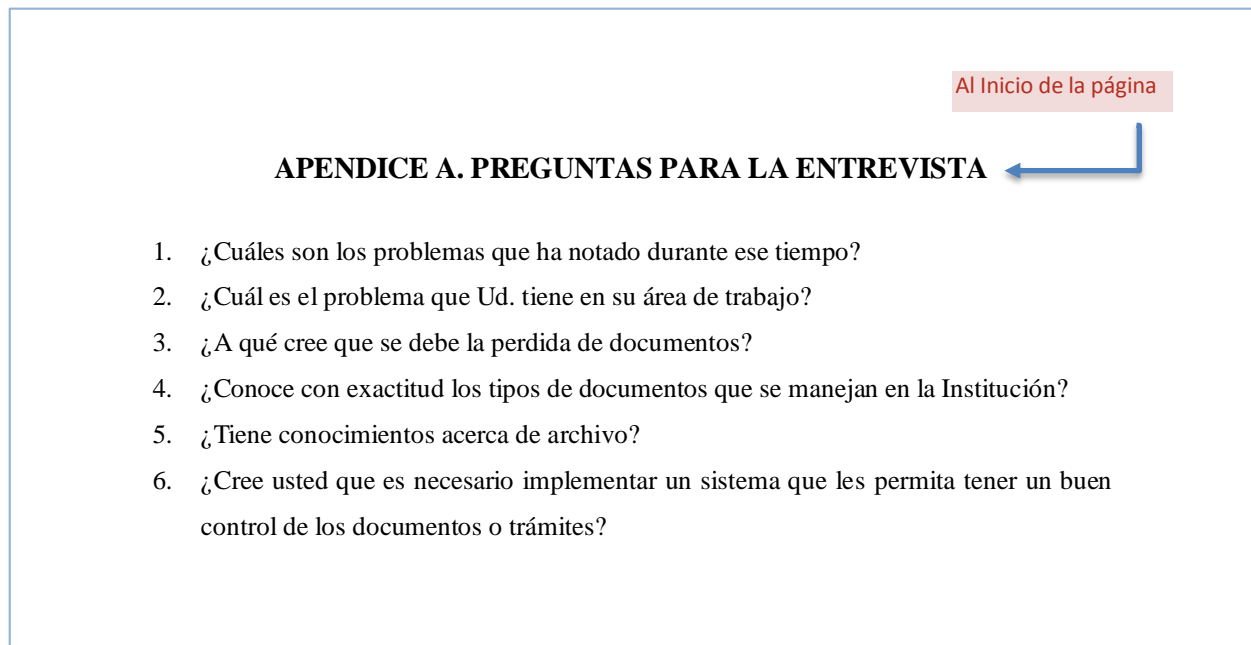 Al Inicio de la página
APENDICE A. PREGUNTAS PARA LA ENTREVISTA
1. ¿Cuáles son los problemas que ha notado durante ese tiempo?
2. ¿Cuál es el problema que Ud. tiene en su área de trabajo?
3. ¿A qué cree que se debe la perdida de documentos?
4. ¿Conoce con exactitud los tipos de documentos que se manejan en la Institución?
5. ¿Tiene conocimientos acerca de archivo?
6. ¿Cree usted que es necesario implementar un sistema que les permita tener un buen
control de los documentos o trámites?